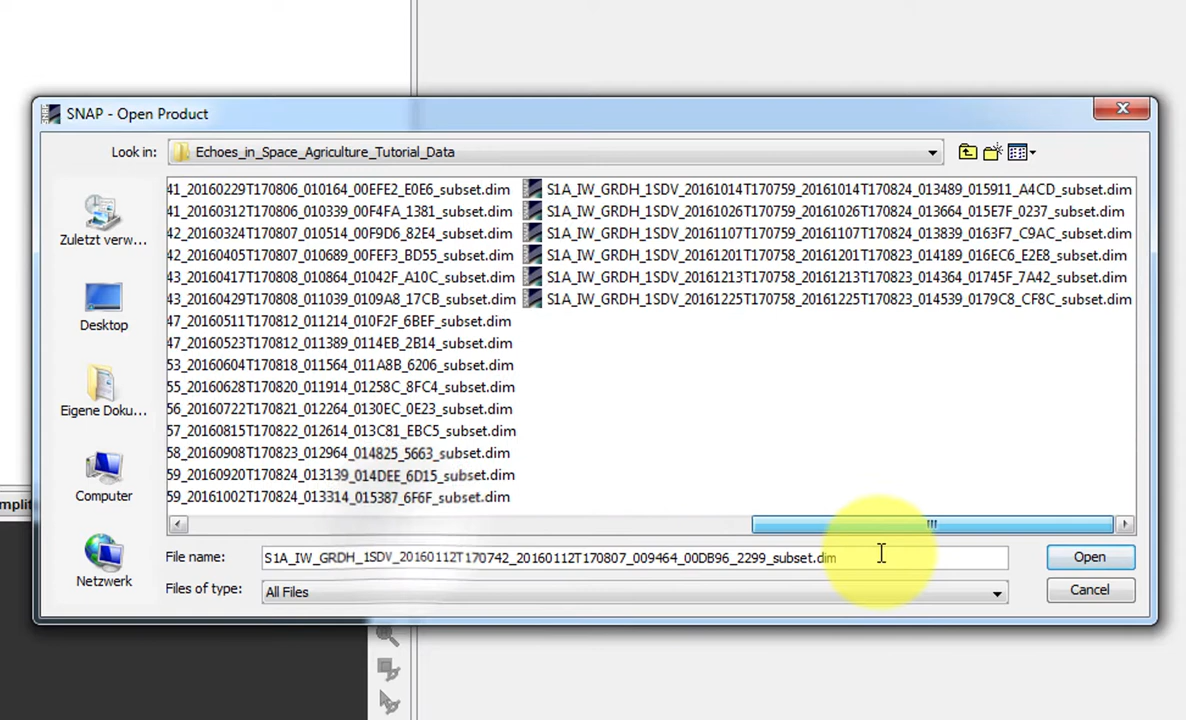 SNAP - Open Product
Look in:
Echoes_in_Space_Agriculture_Tutorial_Data
Zuletzt verw...
Desktop
Eigene Doku...
Computer
Netzwerk
41_20160229T170806_010164_00EFE2_E0E6_subset.dim
41_20160312T170806_010339_00F4FA_1381_subset.dim
42_20160324T170807_010514_00F9D6_82E4_subset.dim
42_20160405T170807_010689_00FEF3_BD55_subset.dim
43_20160417T170808_010864_01042F_A10C_subset.dim
43_20160429T170808_011039_0109A8_17CB_subset.dim
47_20160511T170812_011214_010F2F_6BEF_subset.dim
47_20160523T170812_011389_0114EB_2B14_subset.dim
53_20160604T170818_011564_011A8B_6206_subset.dim
55_20160628T170820_011914_01258C_8FC4_subset.dim
56_20160722T170821_012264_0130EC_0E23_subset.dim
57_20160815T170822_012614_013C81_EBC5_subset.dim
58_20160908T170823_012964_014825_5663_subset.dim
59_20160920T170824_013139_014DEE_6D15_subset.dim
59_20161002T170824_013314_015387_6F6F_subset.dim
S1A_IW_GRDH_1SDV_20161014T170759_20161014T170824_013489_015911_A4CD_subset.dim
S1A_IW_GRDH_1SDV_20161026T170759_20161026T170824_013664_015E7F_0237_subset.dim
S1A_IW_GRDH_1SDV_20161107T170759_20161107T170824_013839_0163F7_C9AC_subset.dim
S1A_IW_GRDH_1SDV_20161201T170758_20161201T170823_014189_016EC6_E2E8_subset.dim
S1A_IW_GRDH_1SDV_20161213T170758_20161213T170823_014364_01745F_7A42_subset.dim
S1A_IW_GRDH_1SDV_20161225T170758_20161225T170823_014539_0179C8_CF8C_subset.dim
mplit
File name:
S1A_IW_GRDH_1SDV_20160112T170742_20160112T170807_009464_00DB96_2299_subset.dim
Open
Files of type:
All Files
Cancel